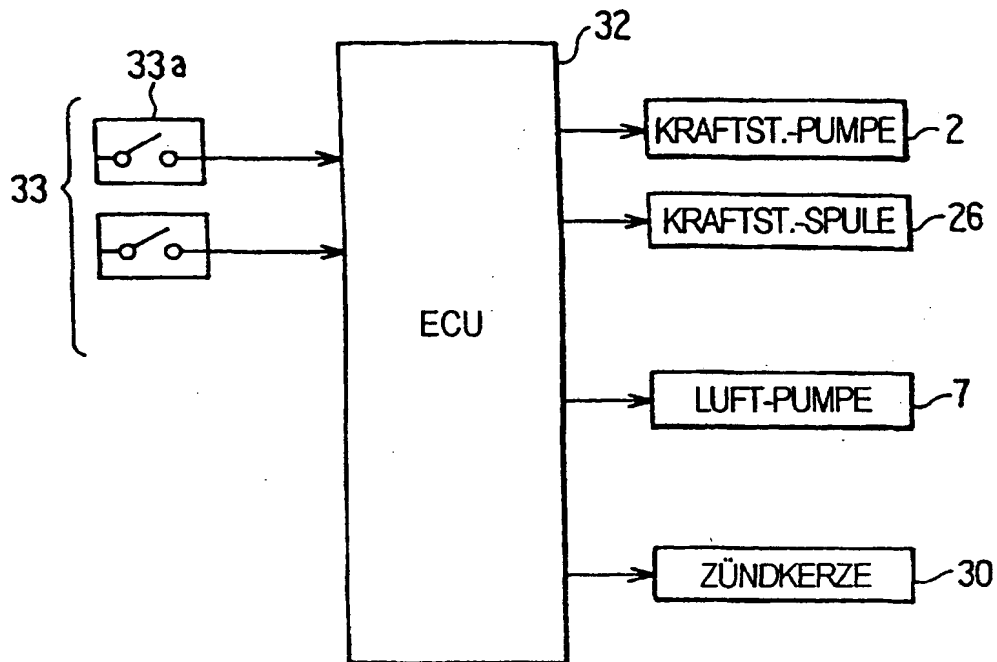 32
33a
33
KRAFTST.-PUMPE 2
KRAFTST.-SPULE 26
ECU
LUFT-PUMPE 7
ZÜNDKERZE 30